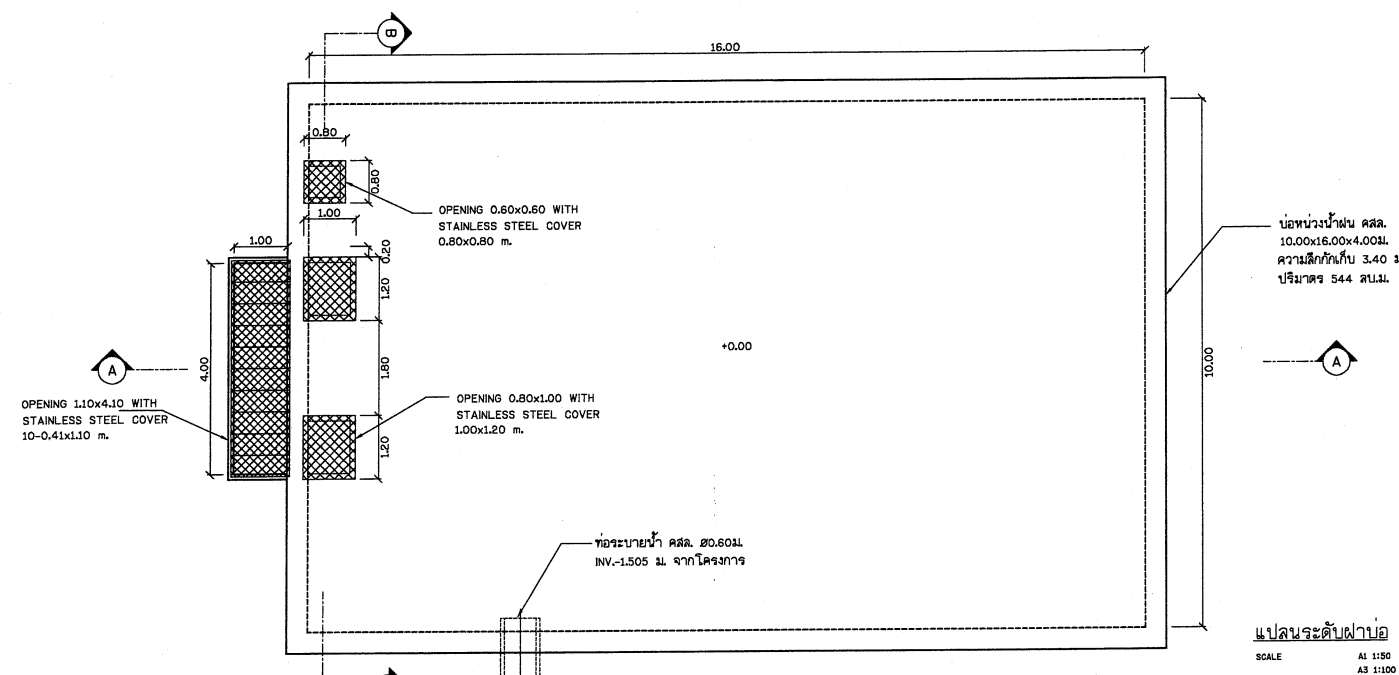 B
16.00
0.80
0.80
OPENING 0.60x0.60 WITH
STAINLESS STEEL COVER
0.80x0.80 m.
1.00
0.20
1.00
1.20
บ่อหน่วงน้ำฝน คสล.
10.00x16.00x4.00ม.
ความลึกกักเก็บ 3.40 ม
ปริมาตร 544 ลบ.ม.
+0.00
A
4.00
1.80
10.00
A
OPENING 1.10x4.10 WITH
STAINLESS STEEL COVER
10-0.41x1.10 m.
OPENING 0.80x1.00 WITH
STAINLESS STEEL COVER
1.00x1.20 m.
1.20
ท่อระบายน้ำ คสล. Ø0.60ม.
INV.-1.505 ม. จากโครงการ
แปลนระดับฝาบ่อ
SCALE A1 1:50
A3 1:100